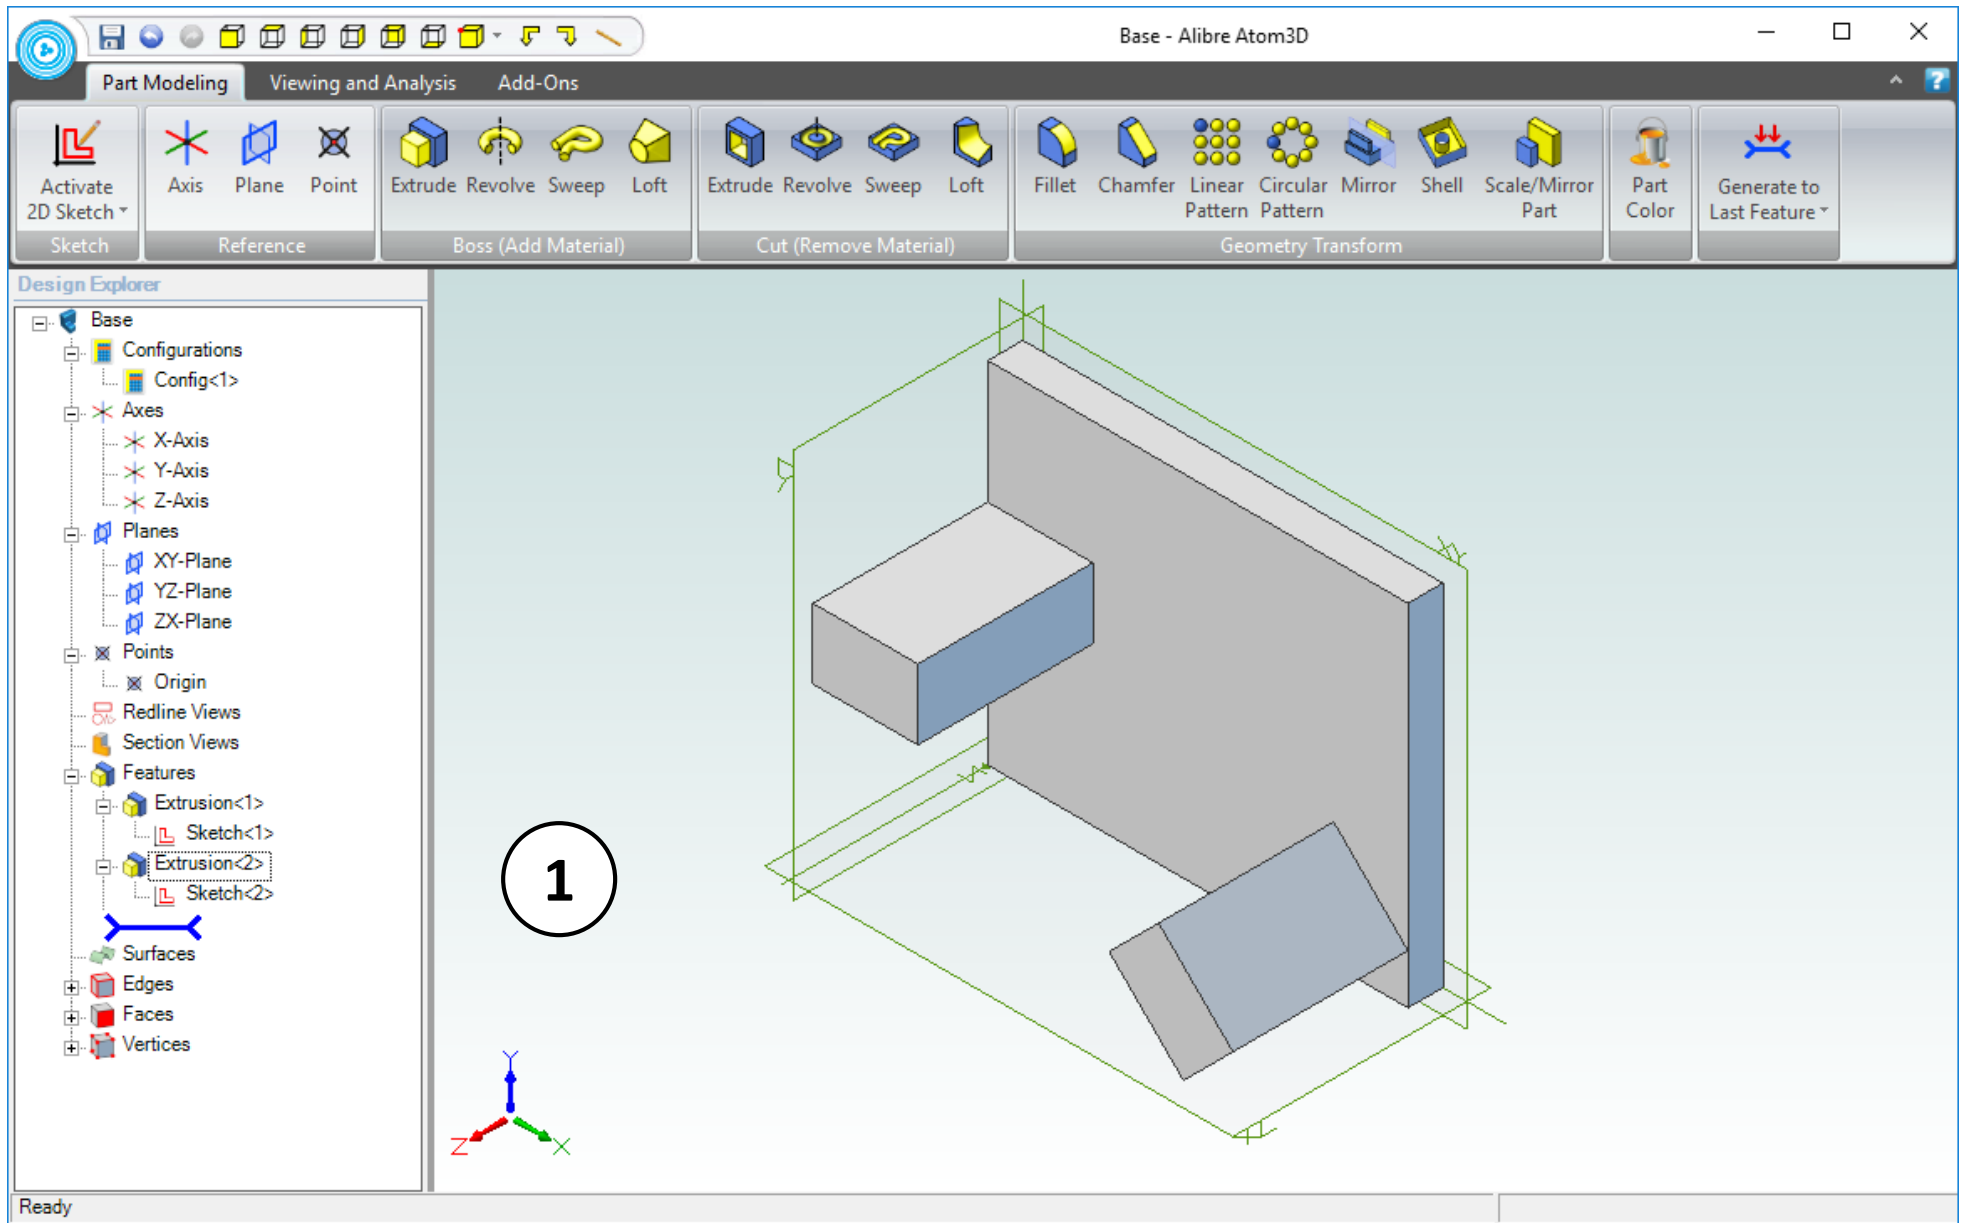 Base - Alibre Atom3D
Part Modeling
Viewing and Analysis
Add-Ons
?
Activate
2D Sketch
Axis
Plane
Point
Extrude
Revolve
Sweep
Loft
Extrude
Revolve
Sweep
Loft
Fillet
Chamfer
Linear
Pattern
Circular
Pattern
Mirror
Shell
Scale/Mirror
Part
Part
Color
Generate to
Last Feature
Sketch
Reference
Boss (Add Material)
Cut (Remove Material)
Geometry Transform
Design Explorer
Base
Configurations
Config<1>
Axes
X-Axis
Y-Axis
Z-Axis
Planes
XY-Plane
YZ-Plane
ZX-Plane
Points
Origin
Redline Views
Section Views
Features
Extrusion<1>
Sketch<1>
Extrusion<2>
Sketch<2>
Surfaces
Edges
Faces
Vertices
1
Y
Z
X
Ready